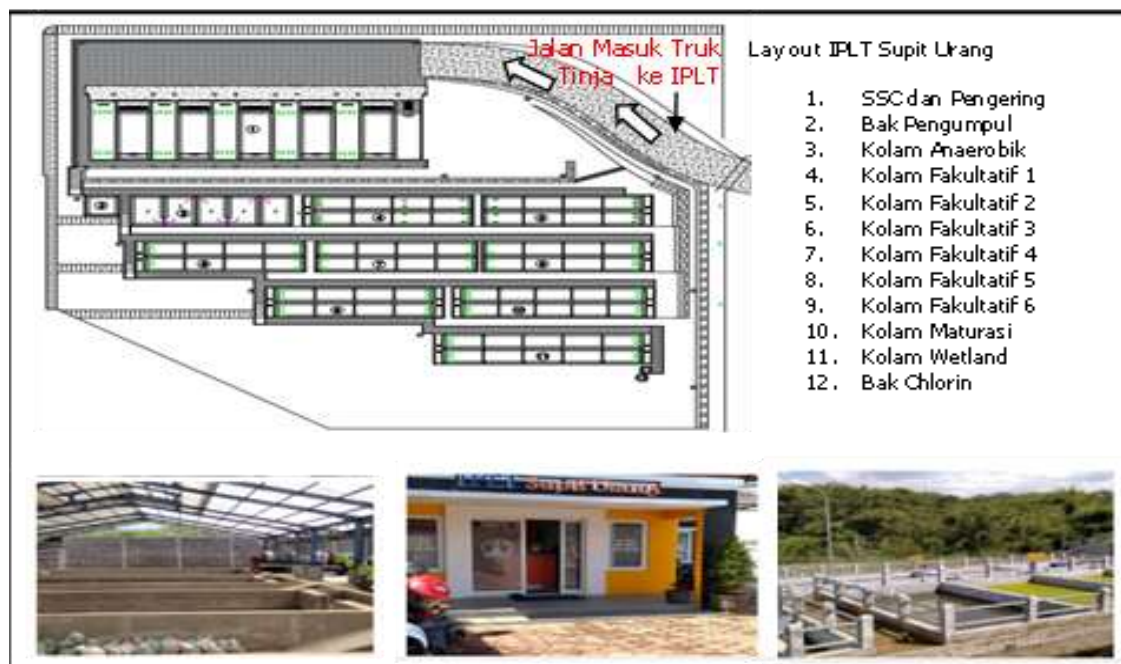 Jalan Masuk Truk
Tinja ke IPLT
Layout IPLT Supit Urang
1. SSC dan Pengering
2. Bak Pengumpul
3. Kolam Anaerobik
4. Kolam Fakultatif 1
5. Kolam Fakultatif 2
6. Kolam Fakultatif 3
7. Kolam Fakultatif 4
8. Kolam Fakultatif 5
9. Kolam Fakultatif 6
10. Kolam Maturasi
11. Kolam Wetland
12. Bak Chlorin
Supit Urang